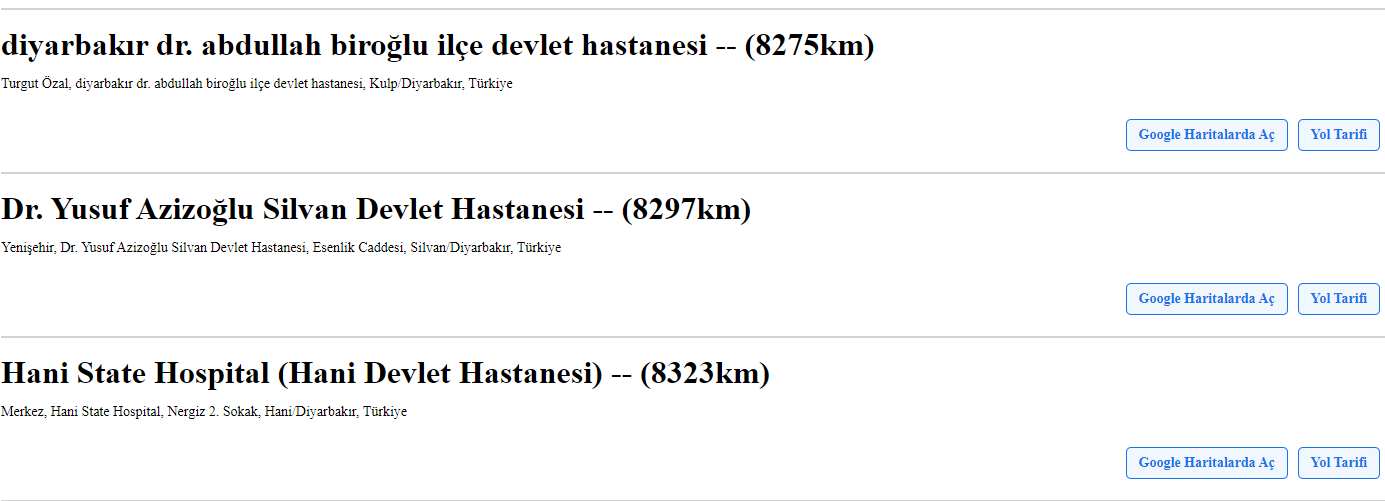 diyarbakır dr. abdullah biroğlu ilçe devlet hastanesi -- (8275km)
Turgut Özal, diyarbakır dr. abdullah biroğlu ilçe devlet hastanesi, Kulp/Diyarbakır, Türkiye
Google Haritalarda Aç Yol Tarifi
Dr. Yusuf Azizoğlu Silvan Devlet Hastanesi -- (8297km)
Yenişehir, Dr. Yusuf Azizoğlu Silvan Devlet Hastanesi, Esenlik Caddesi, Silvan/Diyarbakır, Türkiye
Google Haritalarda Aç Yol Tarifi
Hani State Hospital (Hani Devlet Hastanesi) -- (8323km)
Merkez, Hani State Hospital, Nergiz 2. Sokak, Hani/Diyarbakır, Türkiye
Google Haritalarda Aç Yol Tarifi